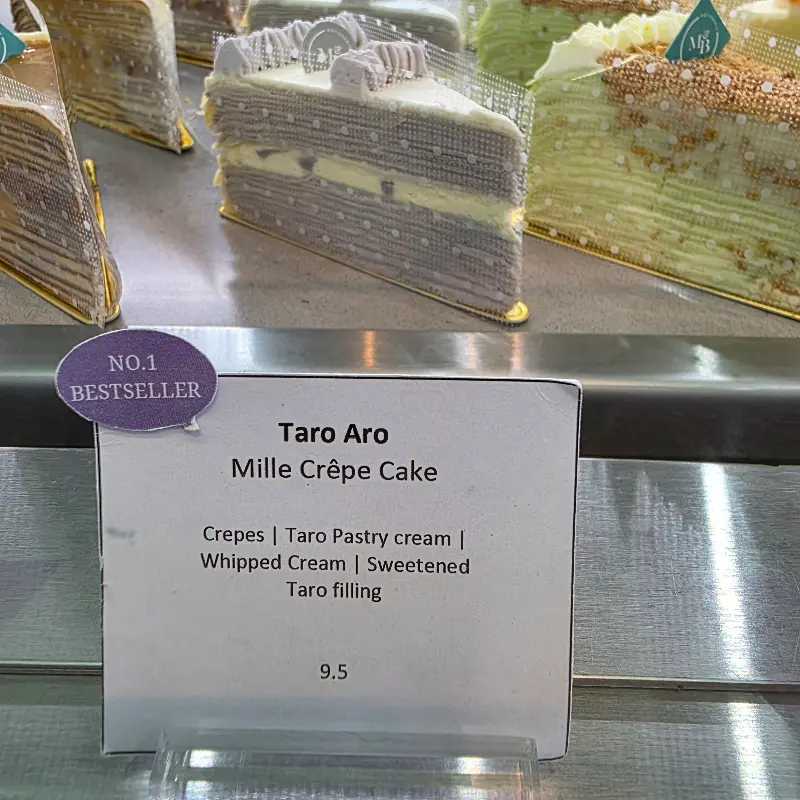 MB
NO.1
BESTSELLER
Taro Aro
Mille Crêpe Cake
Crepes | Taro Pastry cream |
Whipped Cream | Sweetened
Taro filling
9.5